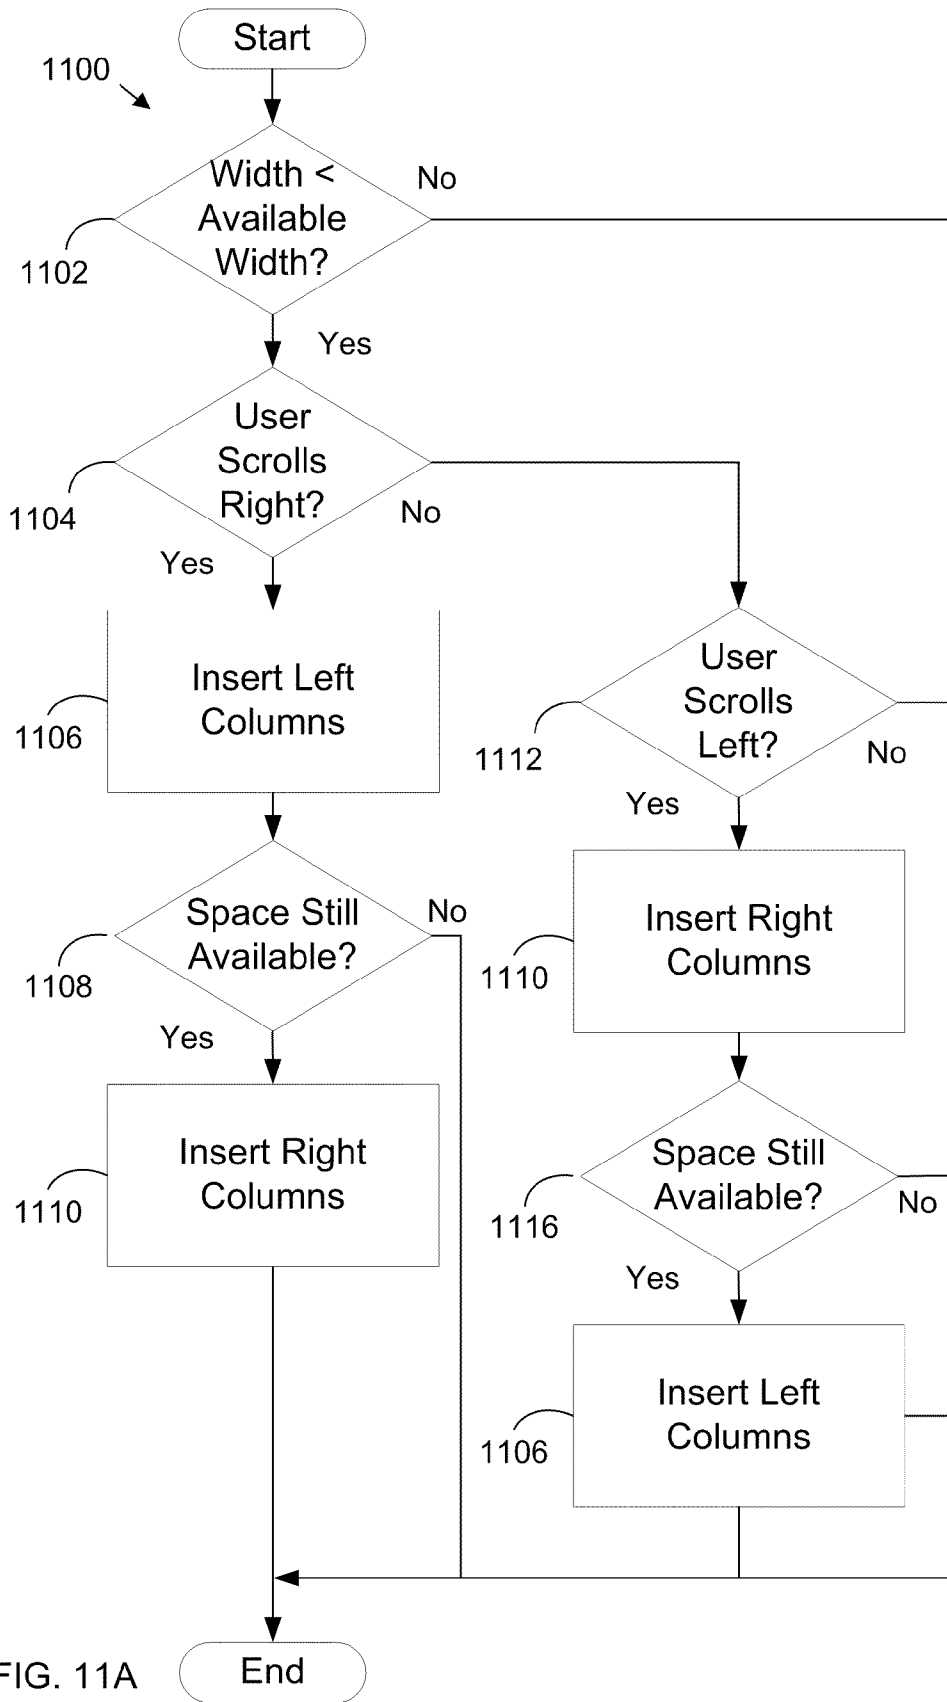 Start
1100
Width <
Available
Width?
No
1102
Yes
User
Scrolls
Right?
No
1104
Yes
Insert Left
Columns
1106
User
Scrolls
Left?
No
1112
Yes
Space Still
Available?
No
1108
Yes
Insert Right
Columns
1110
Insert Right
Columns
1110
Space Still
Available?
No
1116
Yes
Insert Left
Columns
1106
End
FIG. 11A